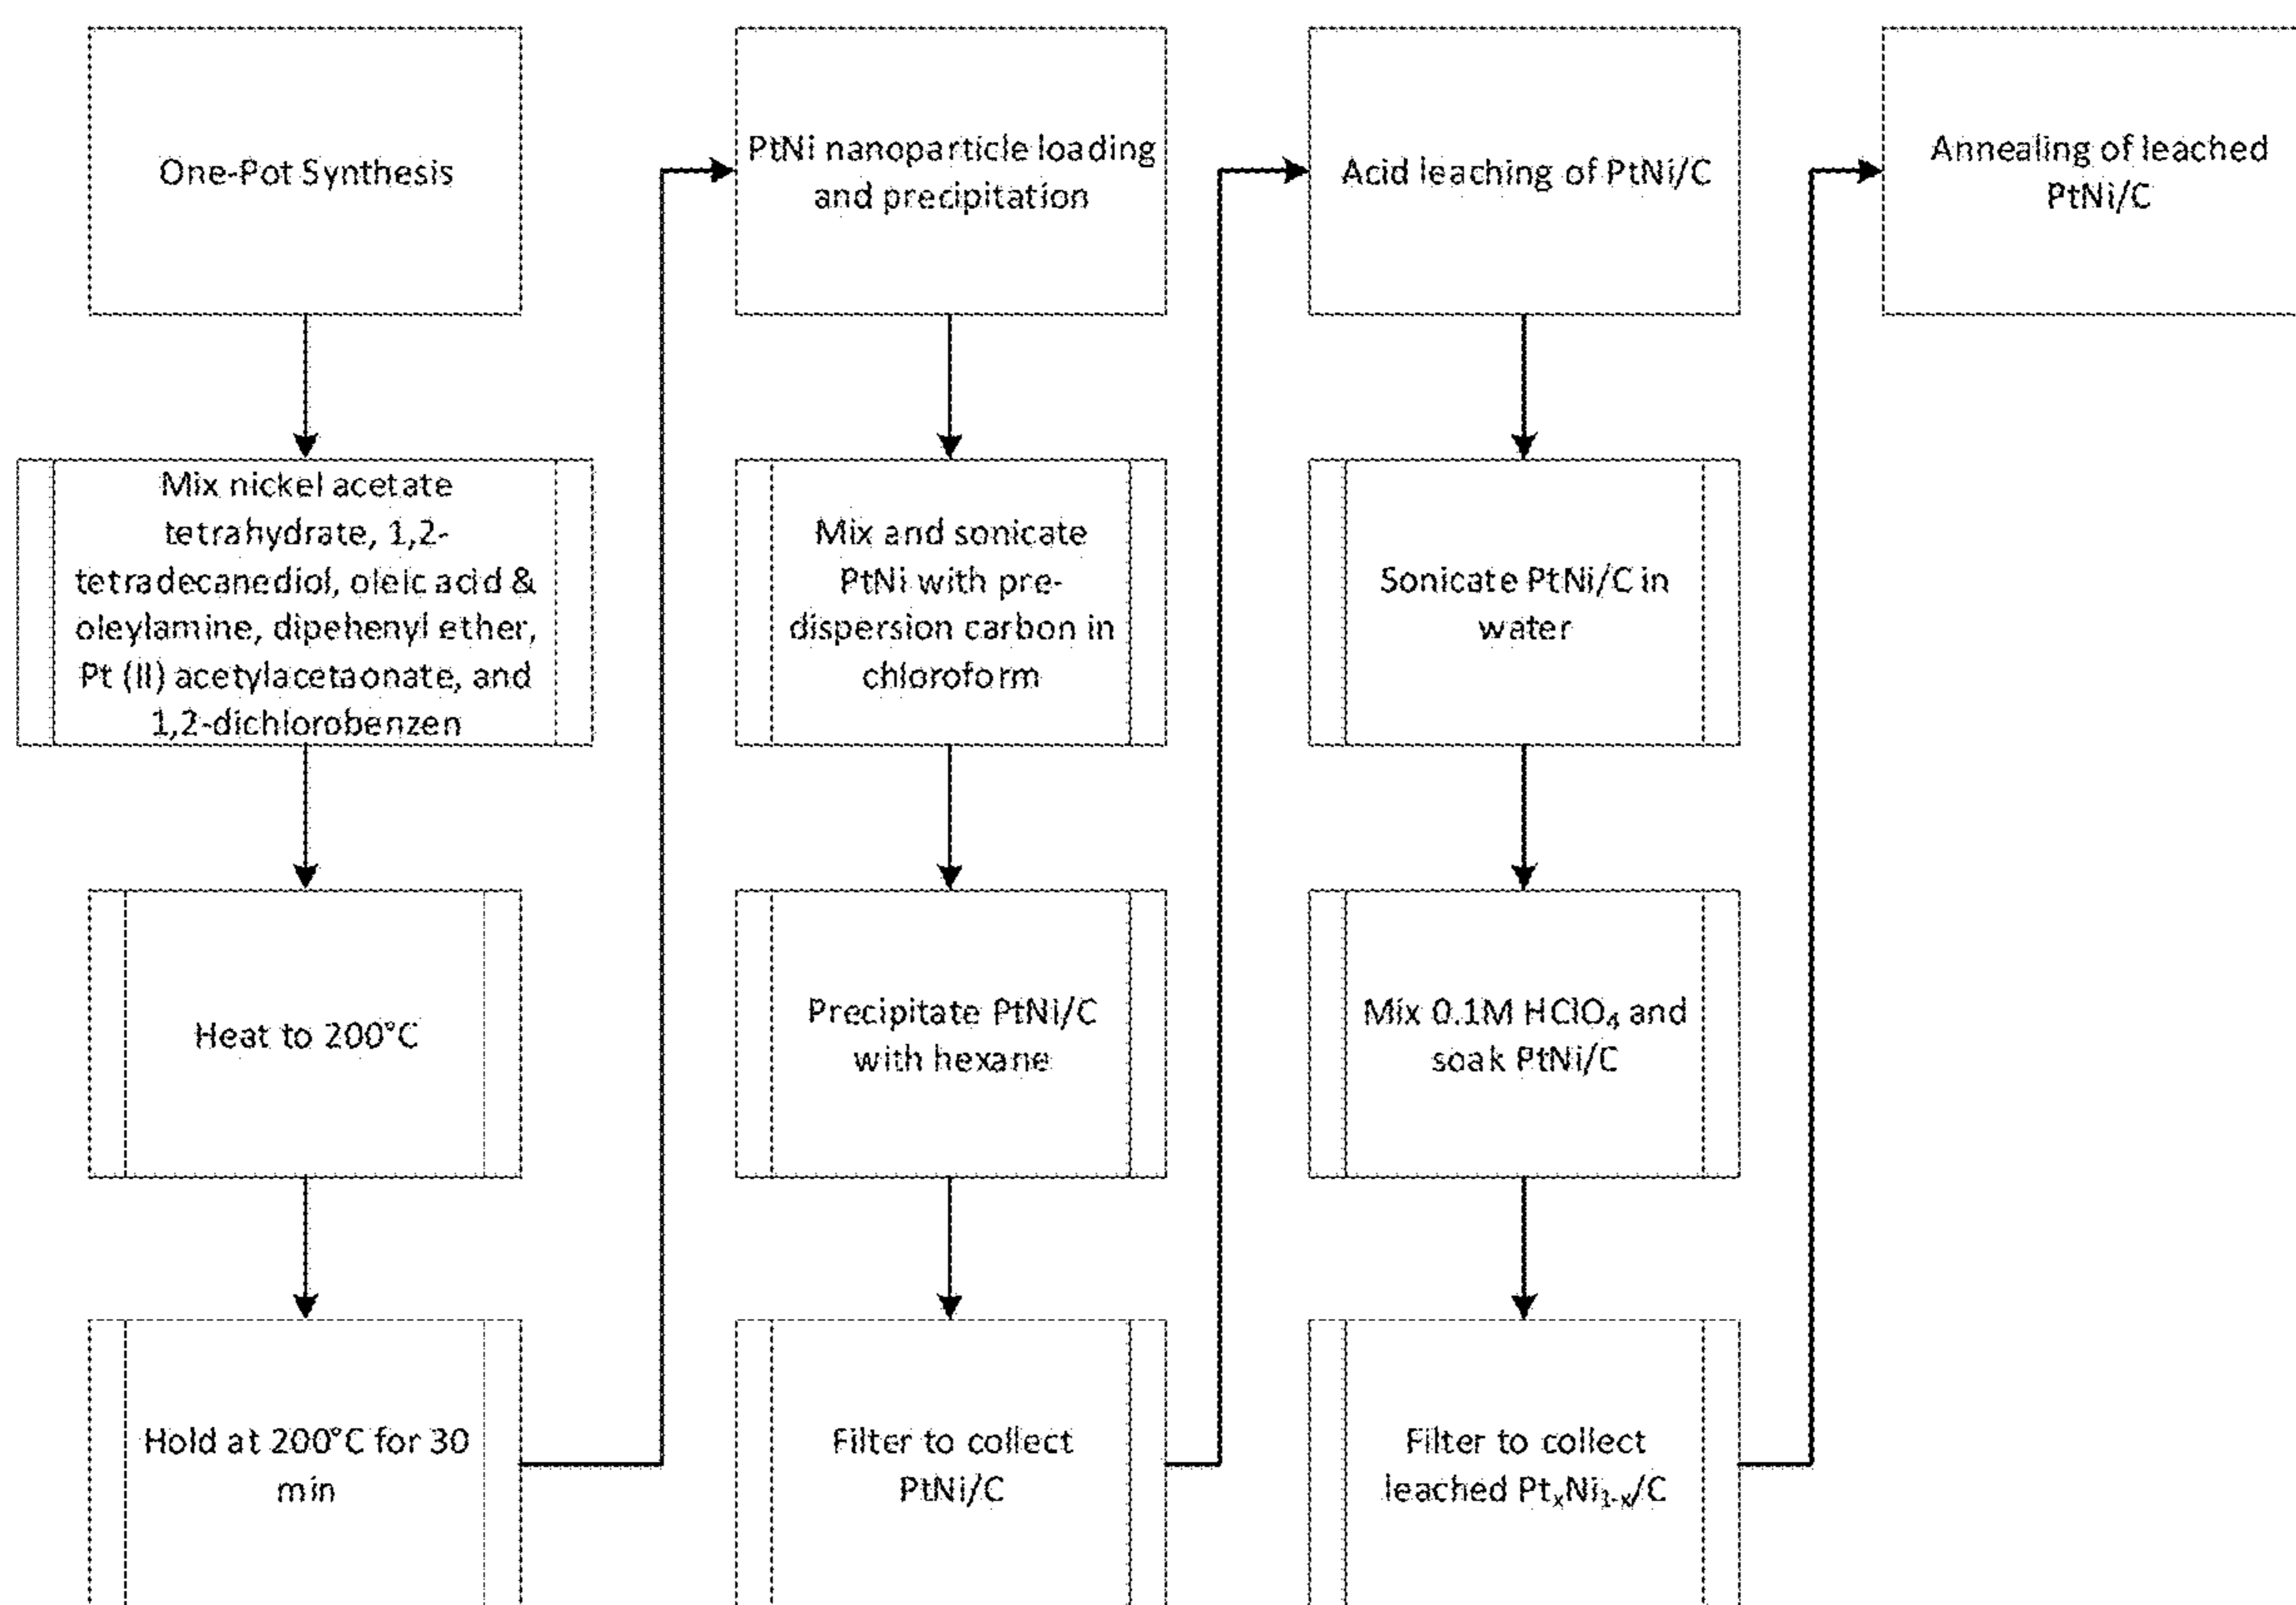 One-Pot Synthesis
Mix nickel acetate
tetrahydrate, 1,2-
tetradecanediol, oleic acid &
oleylamine, dipehenyl ether,
Pt (II) acetylacetaonate, and
1,2-dichlorobenzen
Heat to 200°C
Hold at 200°C for 30
min
PtNi nanoparticle loading
and precipitation
Mix and sonicate
PtNi with pre-
dispersion carbon in
chloroform
Precipitate PtNi/C
with hexane
Filter to collect
PtNi/C
Acid leaching of PtNi/C
Sonicate PtNi/C in
water
Mix 0.1M HClO₄ and
soak PtNi/C
Filter to collect
leached PtₓNi₁₋ₓ/C
Annealing of leached
PtNi/C